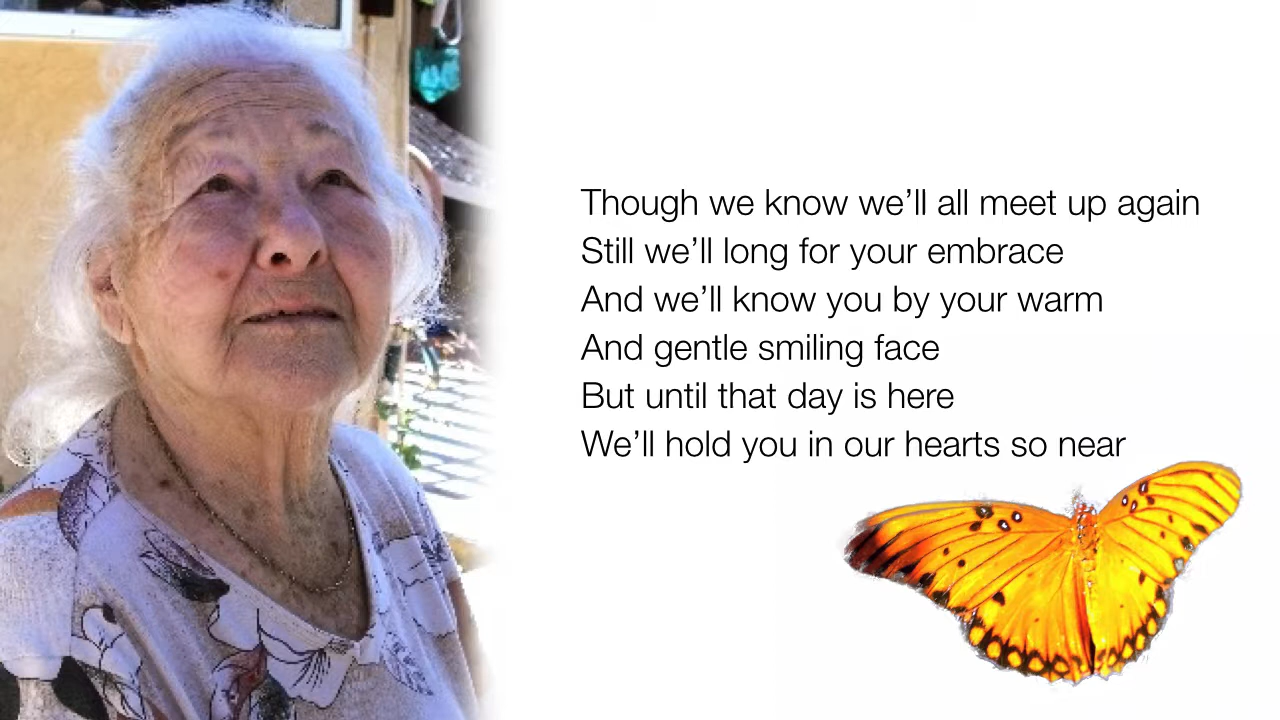 Though we know we’ll all meet up again
Still we’ll long for your embrace
And we’ll know you by your warm
And gentle smiling face
But until that day is here
We’ll hold you in our hearts so near